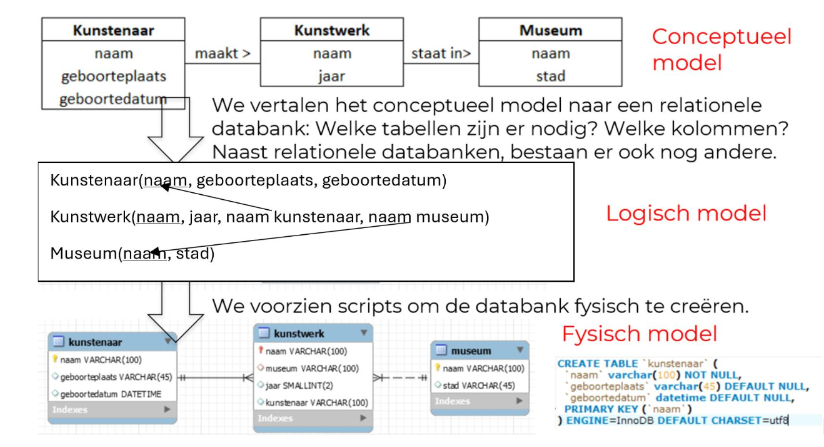 Kunstenaar
naam
geboorteplaats
geboortedatum
maakt >
Kunstwerk
naam
jaar
staat in>
Museum
naam
stad
Conceptueel
model
We vertalen het conceptueel model naar een relationele
databank: Welke tabellen zijn er nodig? Welke kolommen?
Naast relationele databanken, bestaan er ook nog andere.
Kunstenaar(naam, geboorteplaats, geboortedatum)
Kunstwerk(naam, jaar, naam kunstenaar, naam museum)
Museum(naam, stad)
Logisch model
We voorzien scripts om de databank fysisch te creëren.
Fysisch model
kunstenaar
naam VARCHAR(100)
geboorteplaats VARCHAR(45)
geboortedatum DATETIME
Indexes
kunstwerk
naam VARCHAR(100)
museum VARCHAR(100)
jaar SMALLINT(2)
kunstenaar VARCHAR(100)
Indexes
museum
naam VARCHAR(100)
stad VARCHAR(45)
Indexes
CREATE TABLE `kunstenaar` (
`naam` varchar(100) NOT NULL,
`geboorteplaats` varchar(45) DEFAULT NULL,
`geboortedatum` datetime DEFAULT NULL,
PRIMARY KEY (`naam`)
) ENGINE=InnoDB DEFAULT CHARSET=utf8